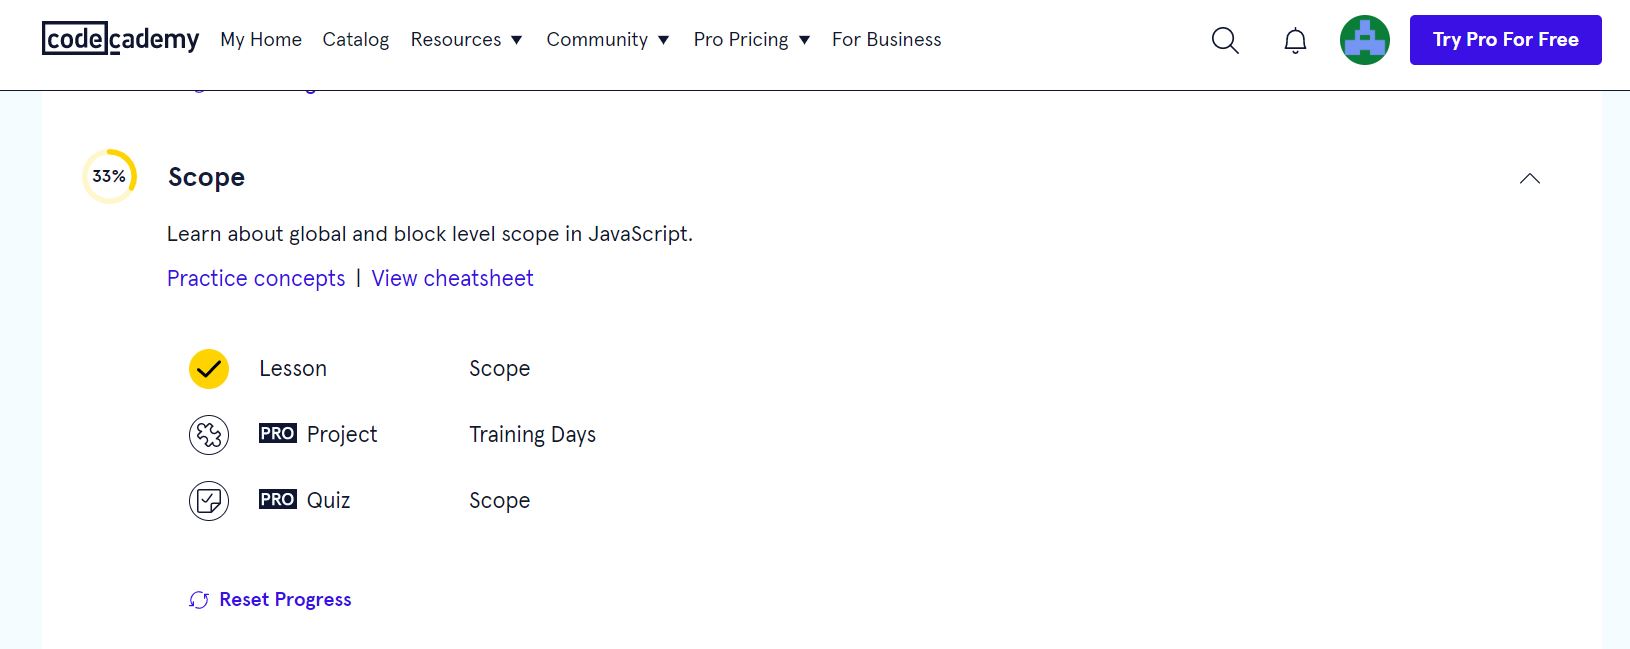 codecademy My Home Catalog Resources Community Pro Pricing For Business Try Pro For Free
33% Scope
Learn about global and block level scope in JavaScript.
Practice concepts | View cheatsheet
Lesson Scope
PRO Project Training Days
PRO Quiz Scope
Reset Progress